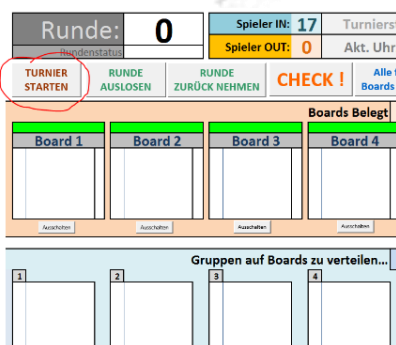 Runde: 0 Spieler IN: 17 Turnierst
Rundenstatus Spieler OUT: 0 Akt. Uhr
TURNIER STARTEN
RUNDE AUSLOSEN
RUNDE ZURÜCK NEHMEN
CHECK !
Alle f
Boards
Boards Belegt
Board 1 Board 2 Board 3 Board 4
Ausschalten Ausschalten Ausschalten Ausschalten
Gruppen auf Boards zu verteilen...
1 2 3 4